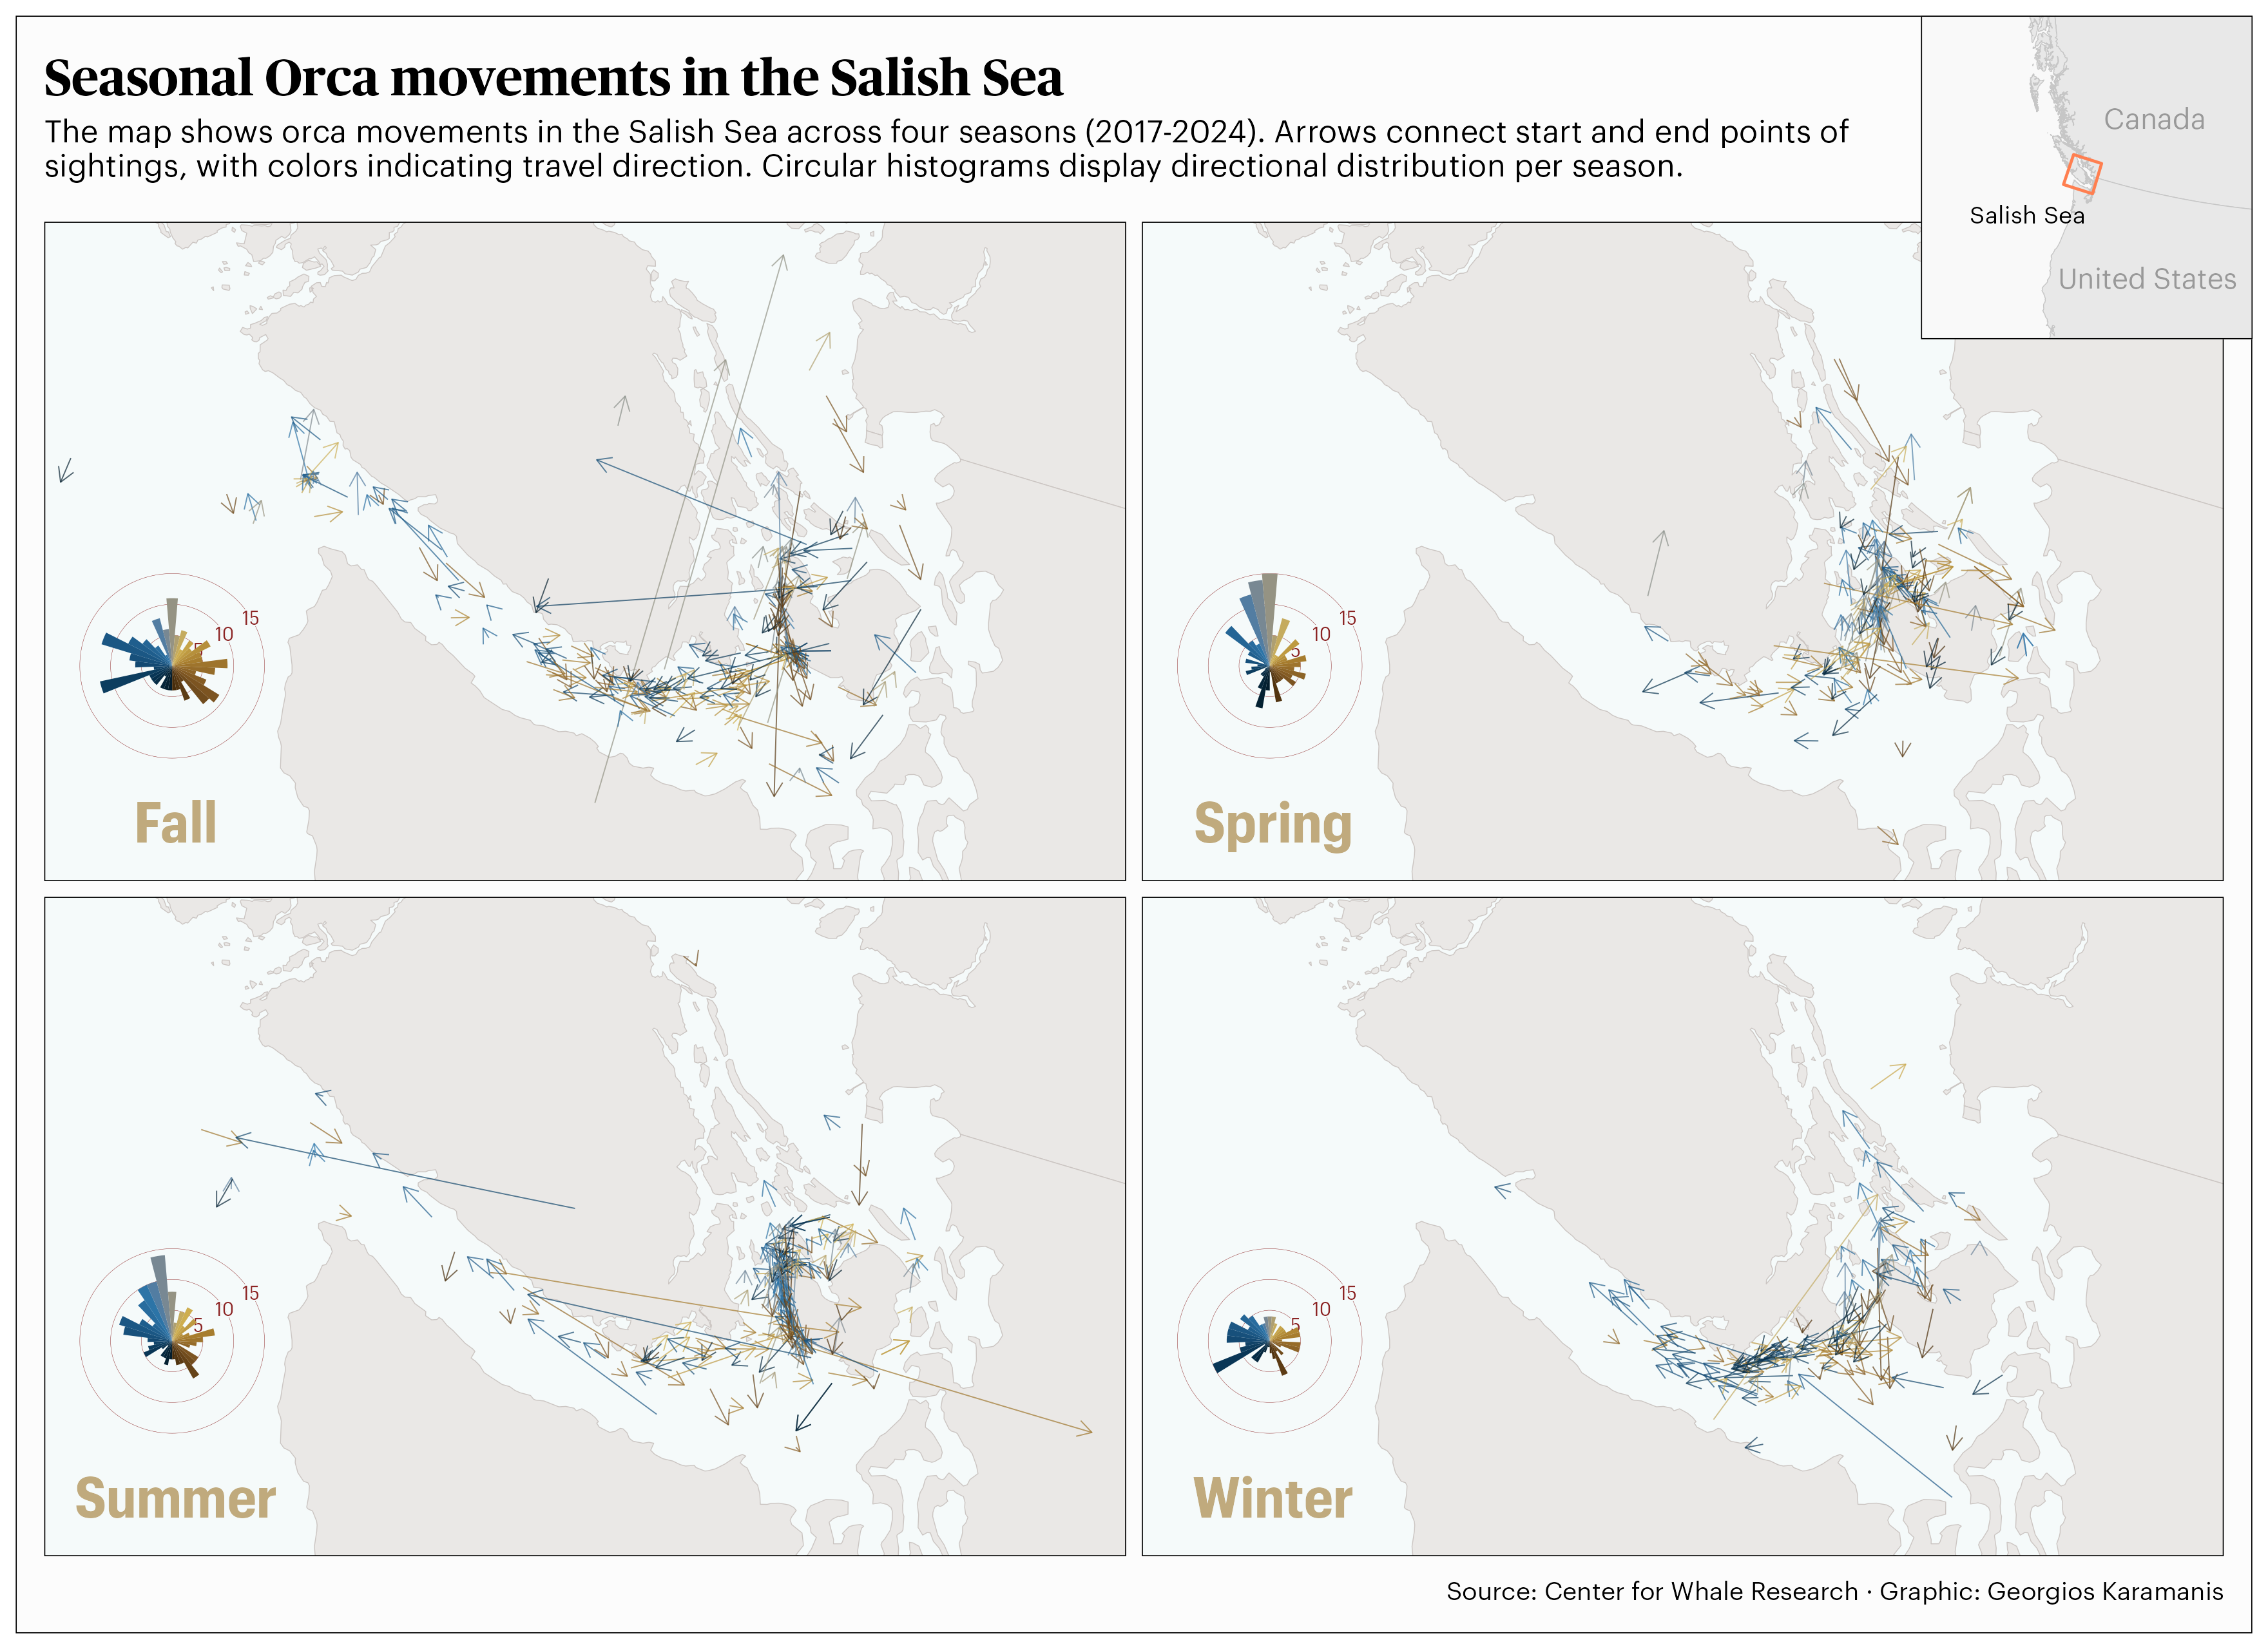 Seasonal Orca movements in the Salish Sea
The map shows orca movements in the Salish Sea across four seasons (2017-2024). Arrows connect start and end points of
sightings, with colors indicating travel direction. Circular histograms display directional distribution per season.
Canada
Salish Sea
United States
15
10
5
Fall
15
10
5
Spring
15
10
5
Summer
15
10
5
Winter
Source: Center for Whale Research · Graphic: Georgios Karamanis